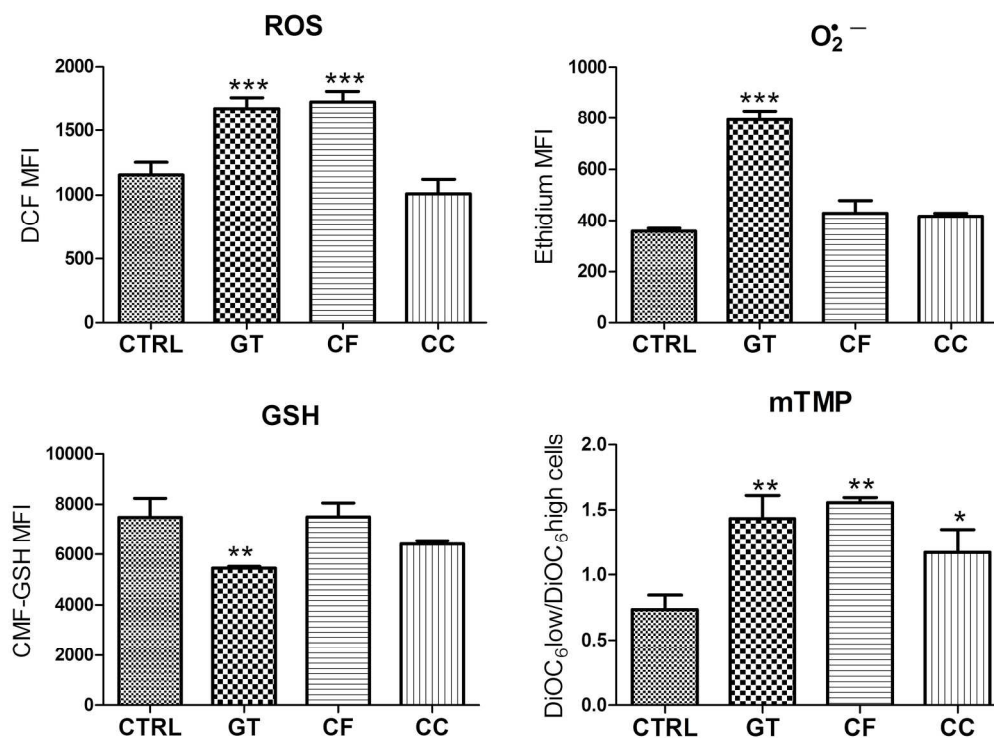 ROS
DCF MFI
2000
1500
1000
500
0
*** ***
CTRL GT CF CC
O₂•−
Ethidium MFI
1000
800
600
400
200
0
***
CTRL GT CF CC
GSH
CMF-GSH MFI
10000
8000
6000
4000
2000
0
**
CTRL GT CF CC
mTMP
DiOC₆low/DiOC₆high cells
2.0
1.5
1.0
0.5
0.0
** ** *
CTRL GT CF CC